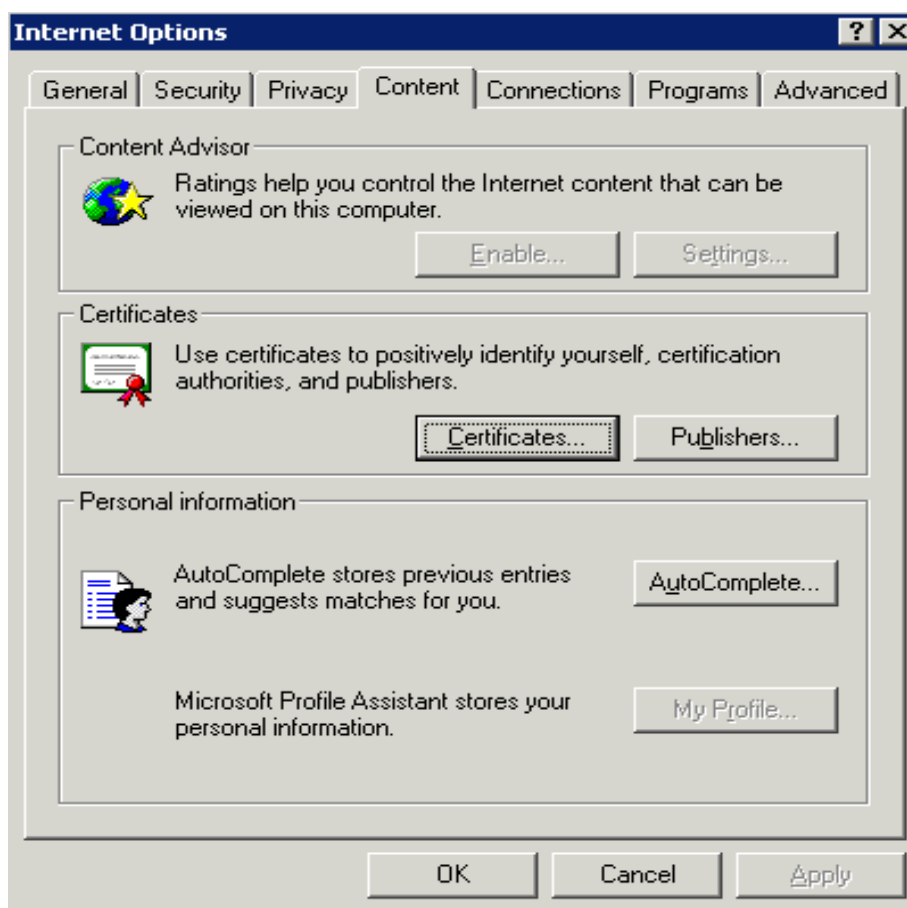 Internet Options
General Security Privacy Content Connections Programs Advanced
Content Advisor
Ratings help you control the Internet content that can be
viewed on this computer.
Enable... Settings...
Certificates
Use certificates to positively identify yourself, certification
authorities, and publishers.
Certificates... Publishers...
Personal information
AutoComplete stores previous entries
and suggests matches for you.
AutoComplete...
Microsoft Profile Assistant stores your
personal information.
My Profile...
OK Cancel Apply